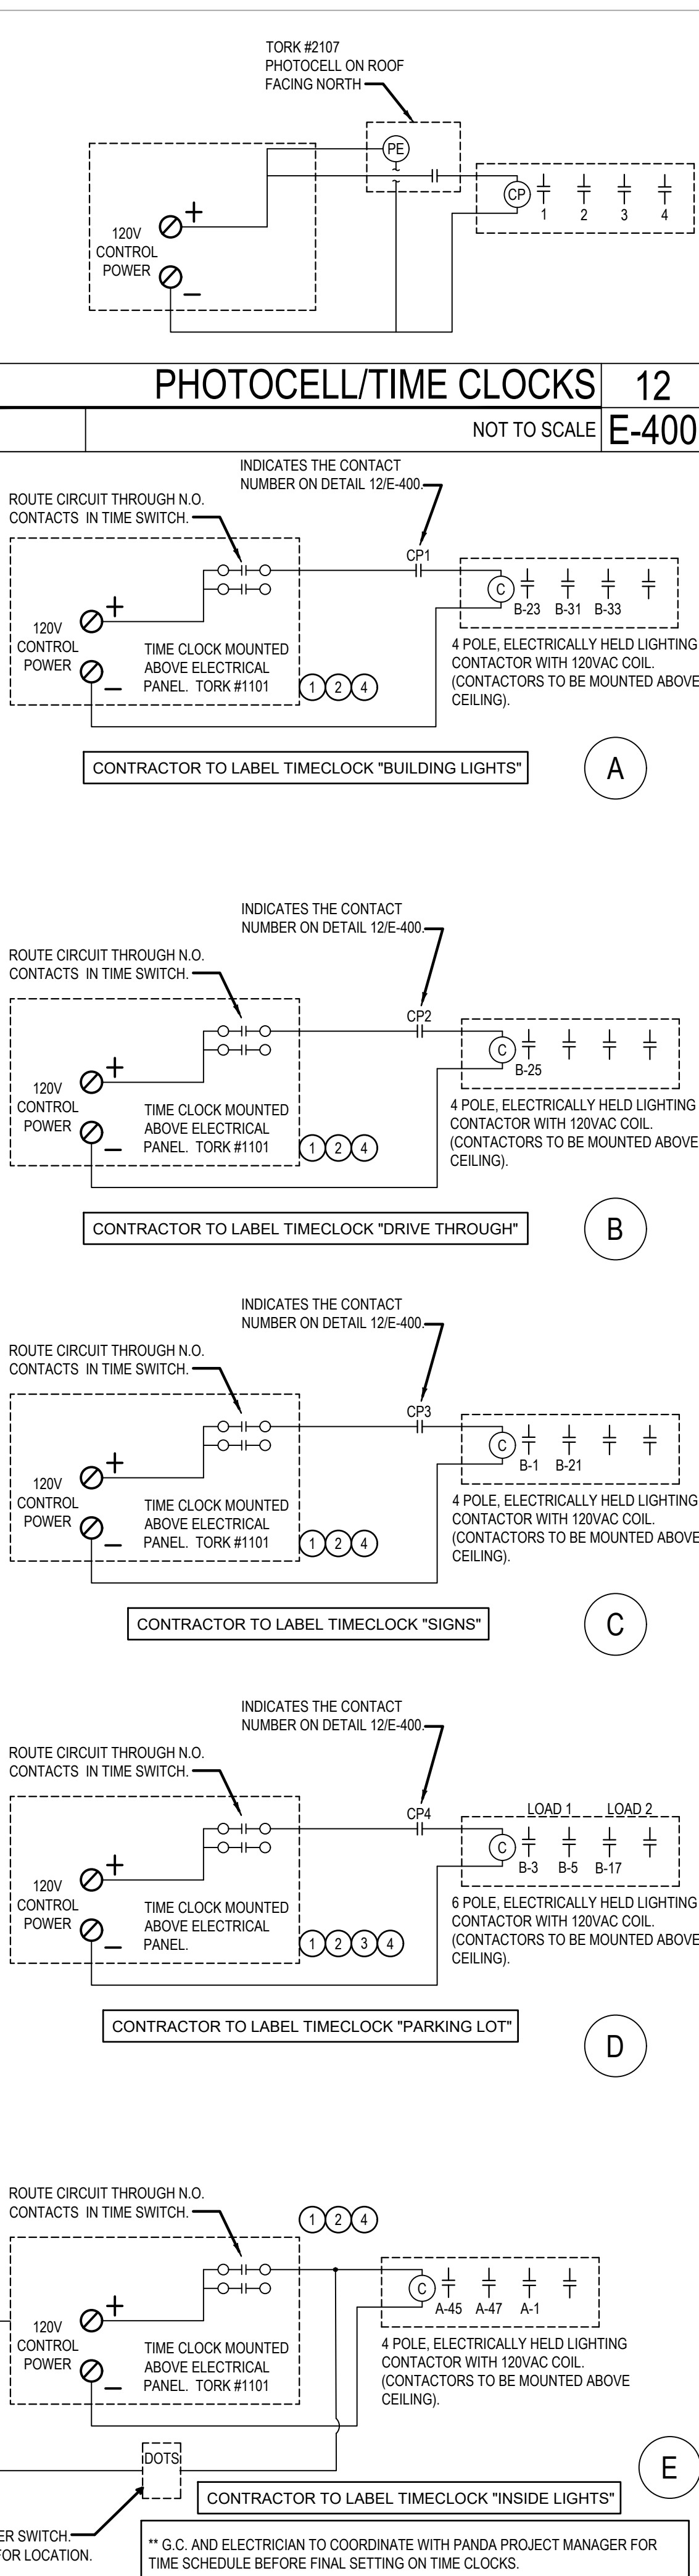 TORK #2107
PHOTOCELL ON ROOF
FACING NORTH
PE
CP
1 2 3 4
120V
CONTROL
POWER
+
–
PHOTOCELL/TIME CLOCKS 12
NOT TO SCALE E-400
INDICATES THE CONTACT
NUMBER ON DETAIL 12/E-400.
ROUTE CIRCUIT THROUGH N.O.
CONTACTS IN TIME SWITCH.
CP1
C
B-23 B-31 B-33
120V
CONTROL
POWER
+
–
TIME CLOCK MOUNTED
ABOVE ELECTRICAL
PANEL. TORK #1101
1 2 4
4 POLE, ELECTRICALLY HELD LIGHTING
CONTACTOR WITH 120VAC COIL.
(CONTACTORS TO BE MOUNTED ABOVE
CEILING).
CONTRACTOR TO LABEL TIMECLOCK "BUILDING LIGHTS"
A
INDICATES THE CONTACT
NUMBER ON DETAIL 12/E-400.
ROUTE CIRCUIT THROUGH N.O.
CONTACTS IN TIME SWITCH.
CP2
C
B-25
120V
CONTROL
POWER
+
–
TIME CLOCK MOUNTED
ABOVE ELECTRICAL
PANEL. TORK #1101
1 2 4
4 POLE, ELECTRICALLY HELD LIGHTING
CONTACTOR WITH 120VAC COIL.
(CONTACTORS TO BE MOUNTED ABOVE
CEILING).
CONTRACTOR TO LABEL TIMECLOCK "DRIVE THROUGH"
B
INDICATES THE CONTACT
NUMBER ON DETAIL 12/E-400.
ROUTE CIRCUIT THROUGH N.O.
CONTACTS IN TIME SWITCH.
CP3
C
B-1 B-21
120V
CONTROL
POWER
+
–
TIME CLOCK MOUNTED
ABOVE ELECTRICAL
PANEL. TORK #1101
1 2 4
4 POLE, ELECTRICALLY HELD LIGHTING
CONTACTOR WITH 120VAC COIL.
(CONTACTORS TO BE MOUNTED ABOVE
CEILING).
CONTRACTOR TO LABEL TIMECLOCK "SIGNS"
C
INDICATES THE CONTACT
NUMBER ON DETAIL 12/E-400.
ROUTE CIRCUIT THROUGH N.O.
CONTACTS IN TIME SWITCH.
CP4
LOAD 1 LOAD 2
C
B-3 B-5 B-17
120V
CONTROL
POWER
+
–
TIME CLOCK MOUNTED
ABOVE ELECTRICAL
PANEL.
1 2 3 4
6 POLE, ELECTRICALLY HELD LIGHTING
CONTACTOR WITH 120VAC COIL.
(CONTACTORS TO BE MOUNTED ABOVE
CEILING).
CONTRACTOR TO LABEL TIMECLOCK "PARKING LOT"
D
ROUTE CIRCUIT THROUGH N.O.
CONTACTS IN TIME SWITCH.
1 2 4
C
A-45 A-47 A-1
120V
CONTROL
POWER
+
–
TIME CLOCK MOUNTED
ABOVE ELECTRICAL
PANEL. TORK #1101
4 POLE, ELECTRICALLY HELD LIGHTING
CONTACTOR WITH 120VAC COIL.
(CONTACTORS TO BE MOUNTED ABOVE
CEILING).
DOTS
E
CONTRACTOR TO LABEL TIMECLOCK "INSIDE LIGHTS"
ER SWITCH.
FOR LOCATION.
** G.C. AND ELECTRICIAN TO COORDINATE WITH PANDA PROJECT MANAGER FOR
TIME SCHEDULE BEFORE FINAL SETTING ON TIME CLOCKS.